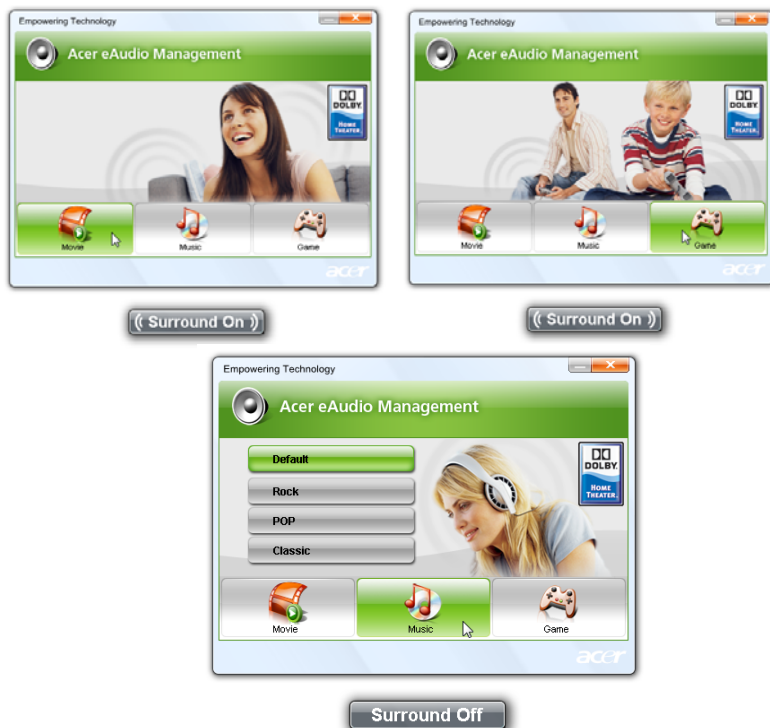 Empowering Technology
Acer eAudio Management
DOLBY
HOME
THEATER
Movie
Music
Game
acer
(( Surround On ))
Empowering Technology
Acer eAudio Management
DOLBY
HOME
THEATER
Movie
Music
Game
acer
(( Surround On ))
Empowering Technology
Acer eAudio Management
Default
Rock
POP
Classic
DOLBY
HOME
THEATER
Movie
Music
Game
acer
Surround Off